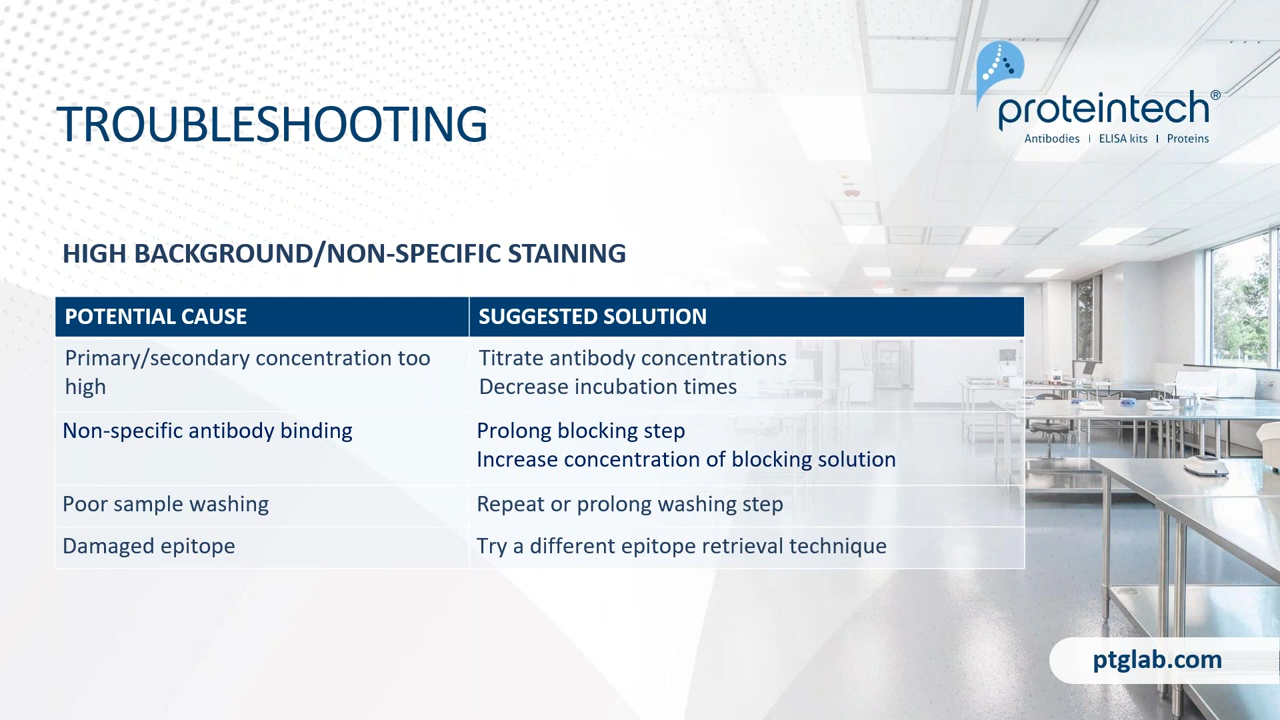 proteintech®
Antibodies | ELISA kits | Proteins
TROUBLESHOOTING
HIGH BACKGROUND/NON-SPECIFIC STAINING
POTENTIAL CAUSE
SUGGESTED SOLUTION
Primary/secondary concentration too
high
Titrate antibody concentrations
Decrease incubation times
Non-specific antibody binding
Prolong blocking step
Increase concentration of blocking solution
Poor sample washing
Repeat or prolong washing step
Damaged epitope
Try a different epitope retrieval technique
ptglab.com